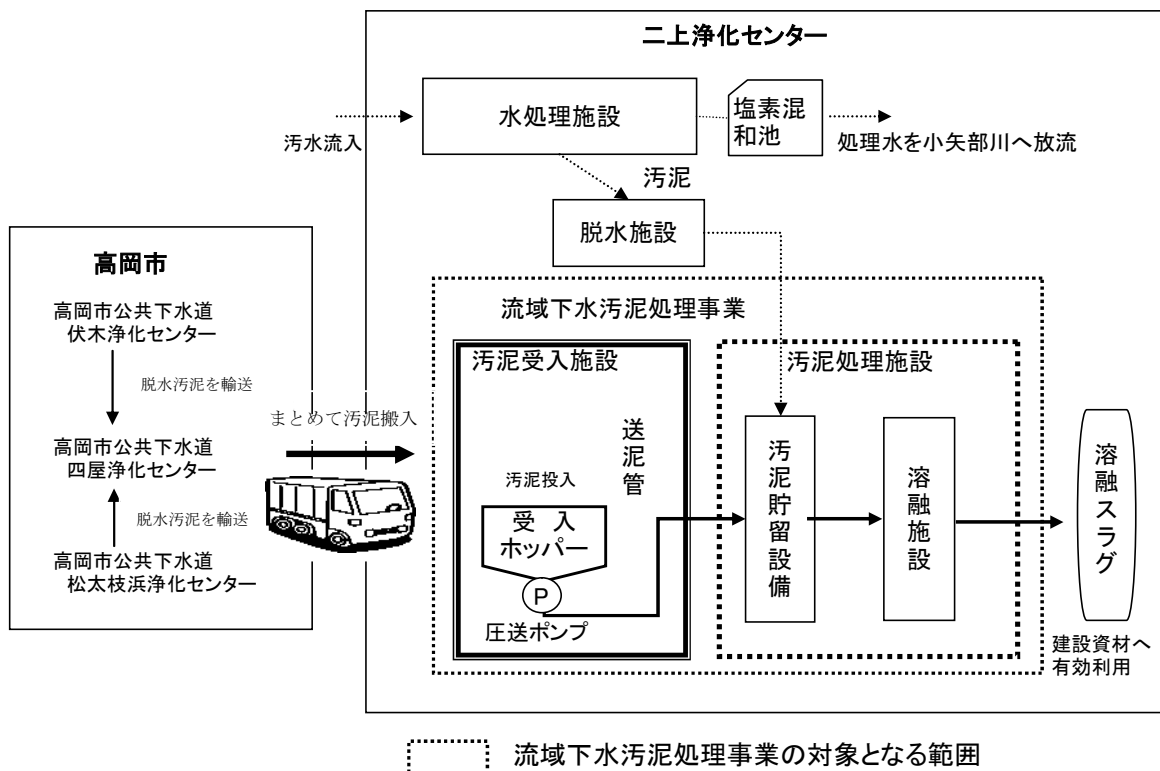 二上浄化センター
汚水流入
水処理施設
塩素混
和池
処理水を小矢部川へ放流
汚泥
脱水施設
高岡市
高岡市公共下水道
伏木浄化センター
脱水汚泥を輸送
高岡市公共下水道
四屋浄化センター
脱水汚泥を輸送
高岡市公共下水道
松太枝浜浄化センター
まとめて汚泥搬入
流域下水汚泥処理事業
汚泥受入施設
送泥管
汚泥投入
受 入
ホッパー
P
圧送ポンプ
汚泥処理施設
汚泥貯留設備
溶融施設
溶融スラグ
建設資材へ
有効利用
流域下水汚泥処理事業の対象となる範囲